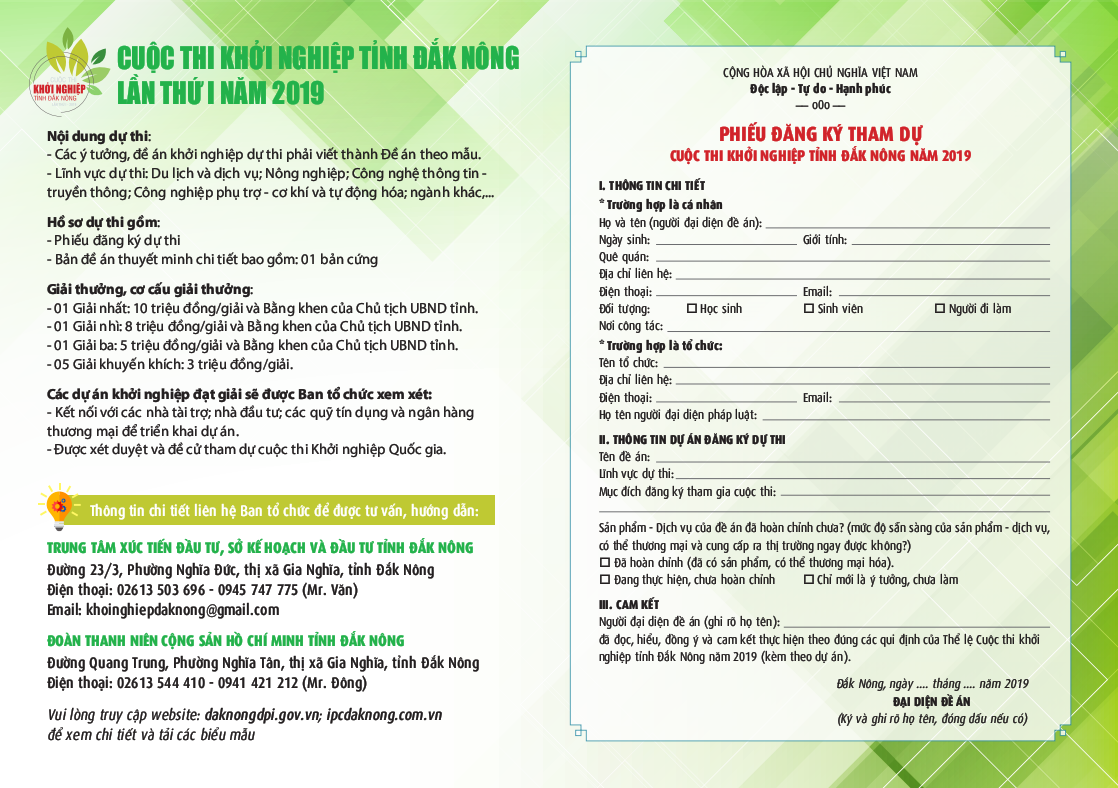 CUỘC THI
KHỞI NGHIỆP
TỈNH ĐẮK NÔNG
CUỘC THI KHỞI NGHIỆP TỈNH ĐẮK NÔNG
LẦN THỨ I NĂM 2019
Nội dung dự thi:
- Các ý tưởng, đề án khởi nghiệp dự thi phải viết thành Đề án theo mẫu.
- Lĩnh vực dự thi: Du lịch và dịch vụ; Nông nghiệp; Công nghệ thông tin -
truyền thông; Công nghiệp phụ trợ - cơ khí và tự động hóa; ngành khác,...
Hồ sơ dự thi gồm:
- Phiếu đăng ký dự thi
- Bản đề án thuyết minh chi tiết bao gồm: 01 bản cứng
Giải thưởng, cơ cấu giải thưởng:
- 01 Giải nhất: 10 triệu đồng/giải và Bằng khen của Chủ tịch UBND tỉnh.
- 01 Giải nhì: 8 triệu đồng/giải và Bằng khen của Chủ tịch UBND tỉnh.
- 01 Giải ba: 5 triệu đồng/giải và Bằng khen của Chủ tịch UBND tỉnh.
- 05 Giải khuyến khích: 3 triệu đồng/giải.
Các dự án khởi nghiệp đạt giải sẽ được Ban tổ chức xem xét:
- Kết nối với các nhà tài trợ; nhà đầu tư; các quỹ tín dụng và ngân hàng
thương mại để triển khai dự án.
- Được xét duyệt và đề cử tham dự cuộc thi Khởi nghiệp Quốc gia.
Thông tin chi tiết liên hệ Ban tổ chức để được tư vấn, hướng dẫn:
TRUNG TÂM XÚC TIẾN ĐẦU TƯ, SỞ KẾ HOẠCH VÀ ĐẦU TƯ TỈNH ĐẮK NÔNG
Đường 23/3, Phường Nghĩa Đức, thị xã Gia Nghĩa, tỉnh Đắk Nông
Điện thoại: 02613 503 696 - 0945 747 775 (Mr. Văn)
Email: khoinghiepdaknong@gmail.com
ĐOÀN THANH NIÊN CỘNG SẢN HỒ CHÍ MINH TỈNH ĐẮK NÔNG
Đường Quang Trung, Phường Nghĩa Tân, thị xã Gia Nghĩa, tỉnh Đắk Nông
Điện thoại: 02613 544 410 - 0941 421 212 (Mr. Đông)
Vui lòng truy cập website: daknongdpi.gov.vn; ipcdaknong.com.vn
để xem chi tiết và tải các biểu mẫu
CỘNG HÒA XÃ HỘI CHỦ NGHĨA VIỆT NAM
Độc lập - Tự do - Hạnh phúc
— o0o —
PHIẾU ĐĂNG KÝ THAM DỰ
CUỘC THI KHỞI NGHIỆP TỈNH ĐẮK NÔNG NĂM 2019
I. THÔNG TIN CHI TIẾT
* Trường hợp là cá nhân
Họ và tên (người đại diện đề án):
Ngày sinh: Giới tính:
Quê quán:
Địa chỉ liên hệ:
Điện thoại: Email:
Đối tượng: ☐ Học sinh ☐ Sinh viên ☐ Người đi làm
Nơi công tác:
* Trường hợp là tổ chức:
Tên tổ chức:
Địa chỉ liên hệ:
Điện thoại: Email:
Họ tên người đại diện pháp luật:
II. THÔNG TIN DỰ ÁN ĐĂNG KÝ DỰ THI
Tên đề án:
Lĩnh vực dự thi:
Mục đích đăng ký tham gia cuộc thi:
Sản phẩm - Dịch vụ của đề án đã hoàn chỉnh chưa? (mức độ sẵn sàng của sản phẩm - dịch vụ,
có thể thương mại và cung cấp ra thị trường ngay được không?)
☐ Đã hoàn chỉnh (đã có sản phẩm, có thể thương mại hóa).
☐ Đang thực hiện, chưa hoàn chỉnh ☐ Chỉ mới là ý tưởng, chưa làm
III. CAM KẾT
Người đại diện đề án (ghi rõ họ tên):
đã đọc, hiểu, đồng ý và cam kết thực hiện theo đúng các qui định của Thể lệ Cuộc thi khởi
nghiệp tỉnh Đắk Nông năm 2019 (kèm theo dự án).
Đắk Nông, ngày .... tháng .... năm 2019
ĐẠI DIỆN ĐỀ ÁN
(Ký và ghi rõ họ tên, đóng dấu nếu có)